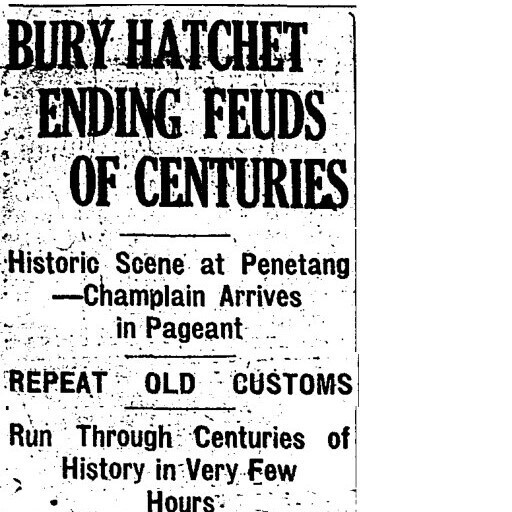 BURY HATCHET
ENDING FEUDS
OF CENTURIES
Historic Scene at Penetang
—Champlain Arrives
in Pageant
REPEAT OLD CUSTOMS
Run Through Centuries of
History in Very Few
Hours